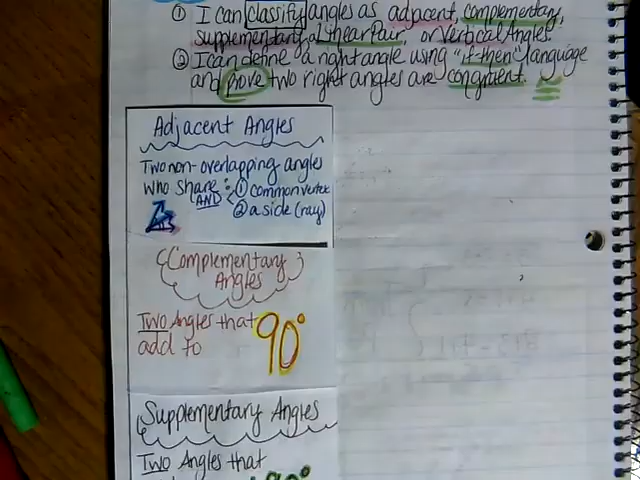 ① I can classify angles as adjacent, complementary,
supplementary, a Linear Pair, or Vertical Angles
② I can define a right angle using "if-then" language
and prove two right angles are congruent.
Adjacent Angles
Two non-overlapping angles
who share: ① common vertex
AND
② a side (ray)
Complementary
Angles
Two Angles that
add to 90°
Supplementary Angles
Two Angles that